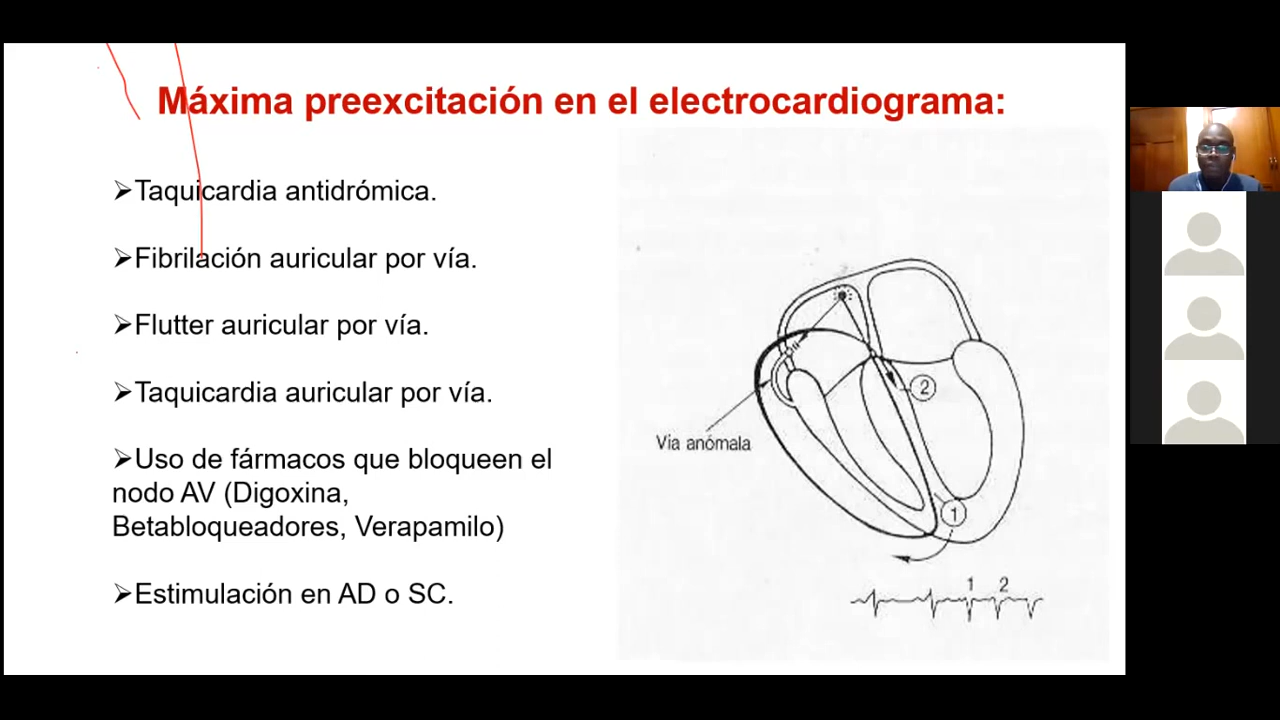 Máxima preexcitación en el electrocardiograma:
➢Taquicardia antidrómica.
➢Fibrilación auricular por vía.
➢Flutter auricular por vía.
➢Taquicardia auricular por vía.
➢Uso de fármacos que bloqueen el
nodo AV (Digoxina,
Betabloqueadores, Verapamilo)
➢Estimulación en AD o SC.
2
Vía anómala
1
1 2